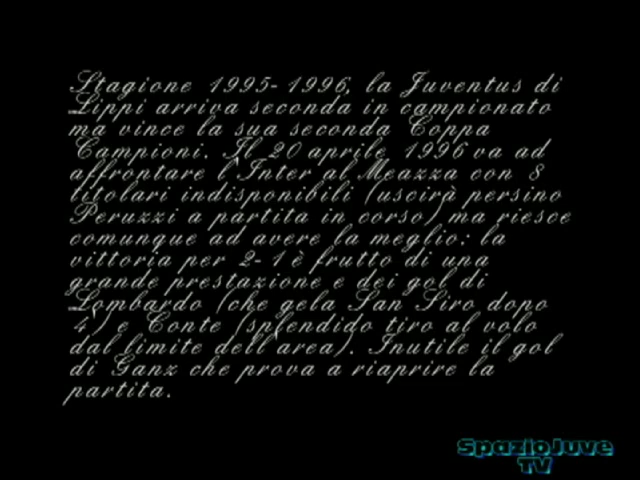 Stagione 1995-1996, la Juventus di
Lippi arriva seconda in campionato
ma vince la sua seconda Coppa
Campioni. Il 20 aprile 1996 va ad
affrontare l'Inter al Meazza con 8
titolari indisponibili (uscirà persino
Peruzzi a partita in corso) ma riesce
comunque ad avere la meglio: la
vittoria per 2-1 è frutto di una
grande prestazione e dei gol di
Lombardo (che gela San Siro dopo
4') e Conte (splendido tiro al volo
dal limite dell'area). Inutile il gol
di Ganz che prova a riaprire la
partita.
SpazioJuve
TV